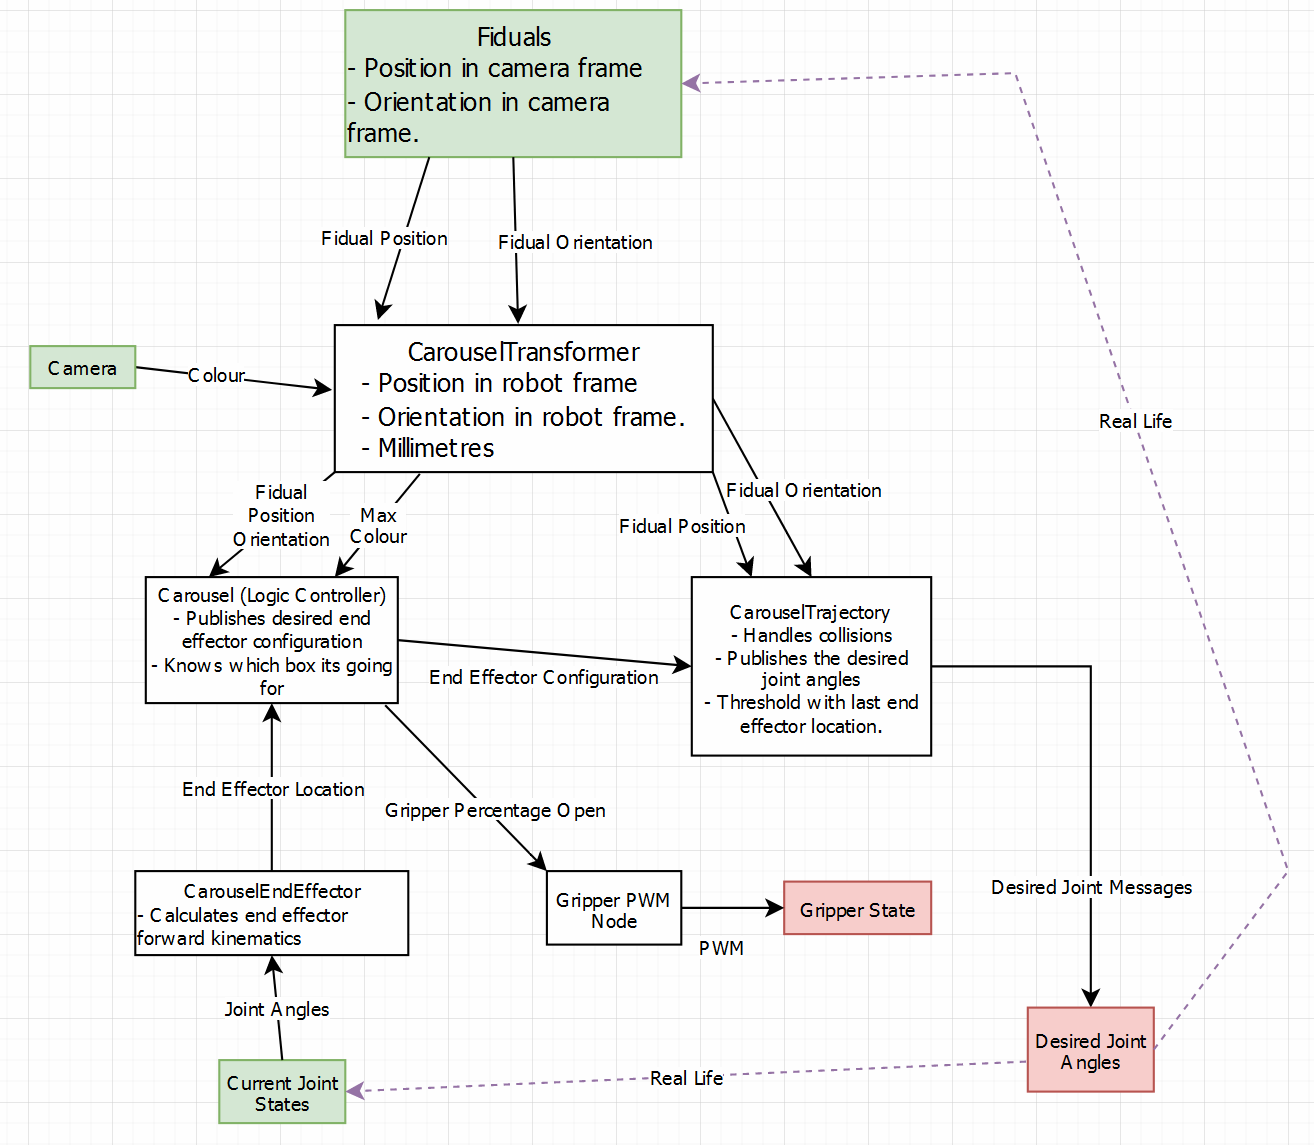 Fiduals
- Position in camera frame
- Orientation in camera
frame.
Fidual Position
Fidual Orientation
CarouselTransformer
- Position in robot frame
- Orientation in robot frame.
- Millimetres
Camera
Colour
Real Life
Fidual
Position
Orientation
Max
Colour
Fidual Orientation
Fidual Position
Carousel (Logic Controller)
- Publishes desired end
effector configuration
- Knows which box its going
for
End Effector Configuration
CarouselTrajectory
- Handles collisions
- Publishes the desired
joint angles
- Threshold with last end
effector location.
End Effector Location
Gripper Percentage Open
CarouselEndEffector
- Calculates end effector
forward kinematics
Gripper PWM
Node
PWM
Gripper State
Desired Joint Messages
Joint Angles
Current Joint
States
Real Life
Desired Joint
Angles